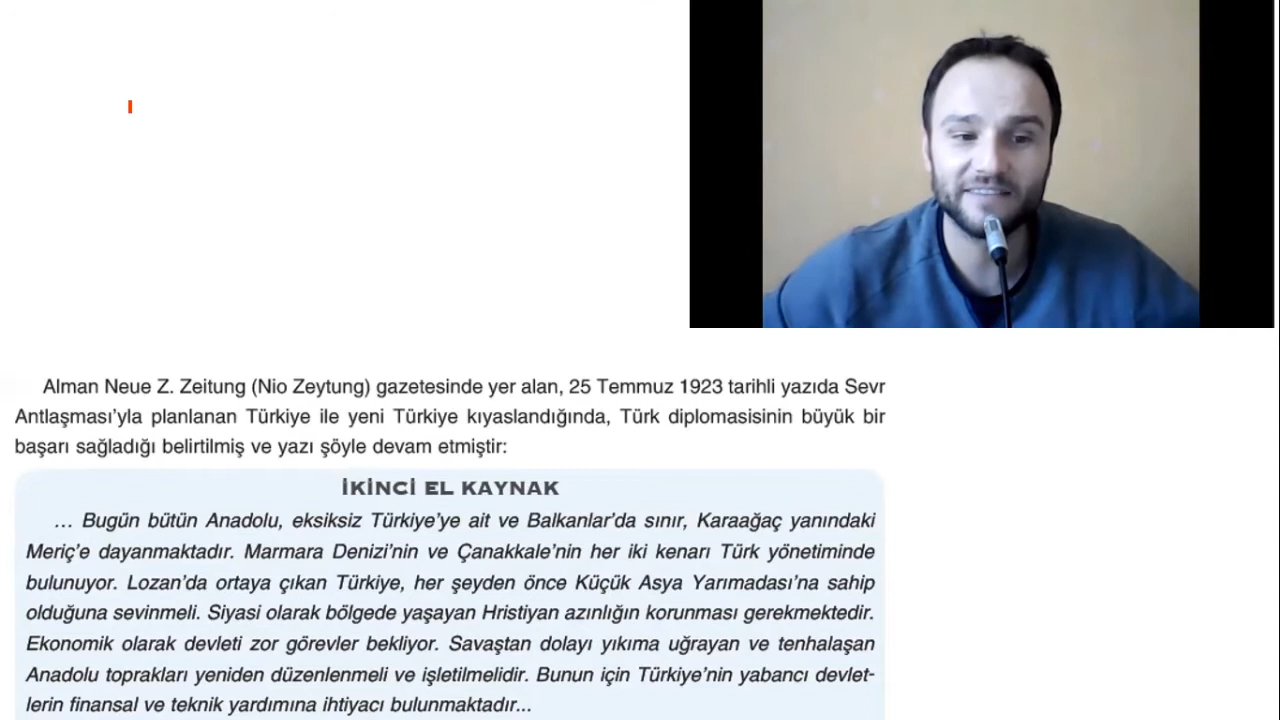 Alman Neue Z. Zeitung (Nio Zeytung) gazetesinde yer alan, 25 Temmuz 1923 tarihli yazıda Sevr
Antlaşması’yla planlanan Türkiye ile yeni Türkiye kıyaslandığında, Türk diplomasisinin büyük bir
başarı sağladığı belirtilmiş ve yazı şöyle devam etmiştir:
İKİNCİ EL KAYNAK
… Bugün bütün Anadolu, eksiksiz Türkiye’ye ait ve Balkanlar’da sınır, Karaağaç yanındaki
Meriç’e dayanmaktadır. Marmara Denizi’nin ve Çanakkale’nin her iki kenarı Türk yönetiminde
bulunuyor. Lozan’da ortaya çıkan Türkiye, her şeyden önce Küçük Asya Yarımadası’na sahip
olduğuna sevinmeli. Siyasi olarak bölgede yaşayan Hristiyan azınlığın korunması gerekmektedir.
Ekonomik olarak devleti zor görevler bekliyor. Savaştan dolayı yıkıma uğrayan ve tenhalaşan
Anadolu toprakları yeniden düzenlenmeli ve işletilmelidir. Bunun için Türkiye’nin yabancı devlet-
lerin finansal ve teknik yardımına ihtiyacı bulunmaktadır...